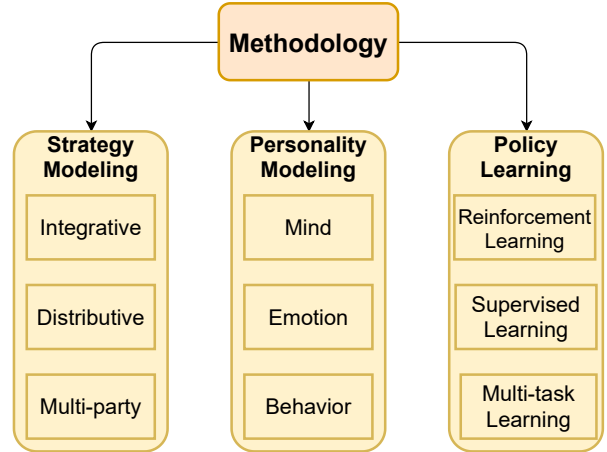 Methodology
Strategy
Modeling
Integrative
Distributive
Multi-party
Personality
Modeling
Mind
Emotion
Behavior
Policy
Learning
Reinforcement
Learning
Supervised
Learning
Multi-task
Learning